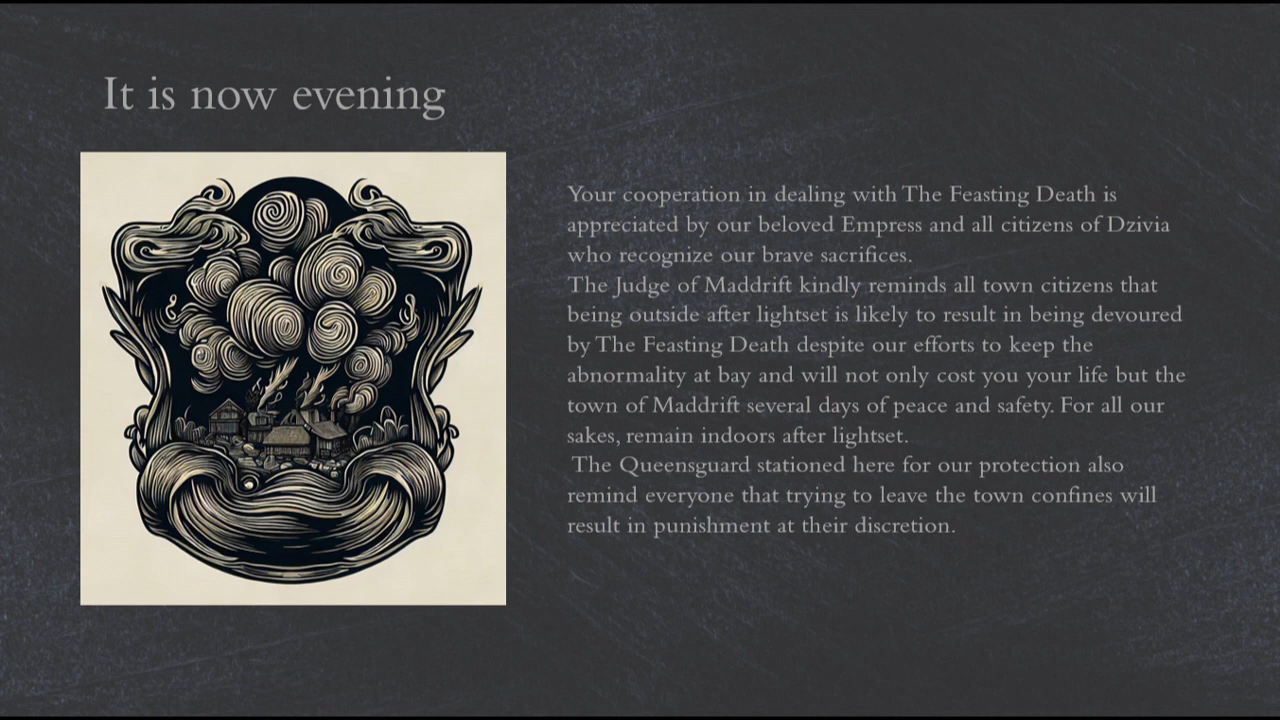 It is now evening
Your cooperation in dealing with The Feasting Death is
appreciated by our beloved Empress and all citizens of Dzivia
who recognize our brave sacrifices.
The Judge of Maddrift kindly reminds all town citizens that
being outside after lightset is likely to result in being devoured
by The Feasting Death despite our efforts to keep the
abnormality at bay and will not only cost you your life but the
town of Maddrift several days of peace and safety. For all our
sakes, remain indoors after lightset.
The Queensguard stationed here for our protection also
remind everyone that trying to leave the town confines will
result in punishment at their discretion.